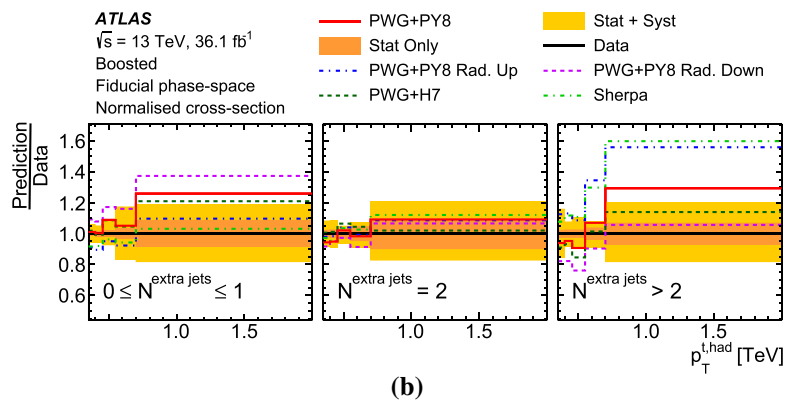 ATLAS
√s = 13 TeV, 36.1 fb⁻¹
Boosted
Fiducial phase-space
Normalised cross-section
PWG+PY8
Stat Only
PWG+PY8 Rad. Up
PWG+H7
Stat + Syst
Data
PWG+PY8 Rad. Down
Sherpa
Prediction
Data
1.6
1.4
1.2
1.0
0.8
0.6
0 ≤ N^extra jets ≤ 1
N^extra jets = 2
N^extra jets > 2
1.0 1.5 1.0 1.5 1.0 1.5
p_T^t,had [TeV]
(b)